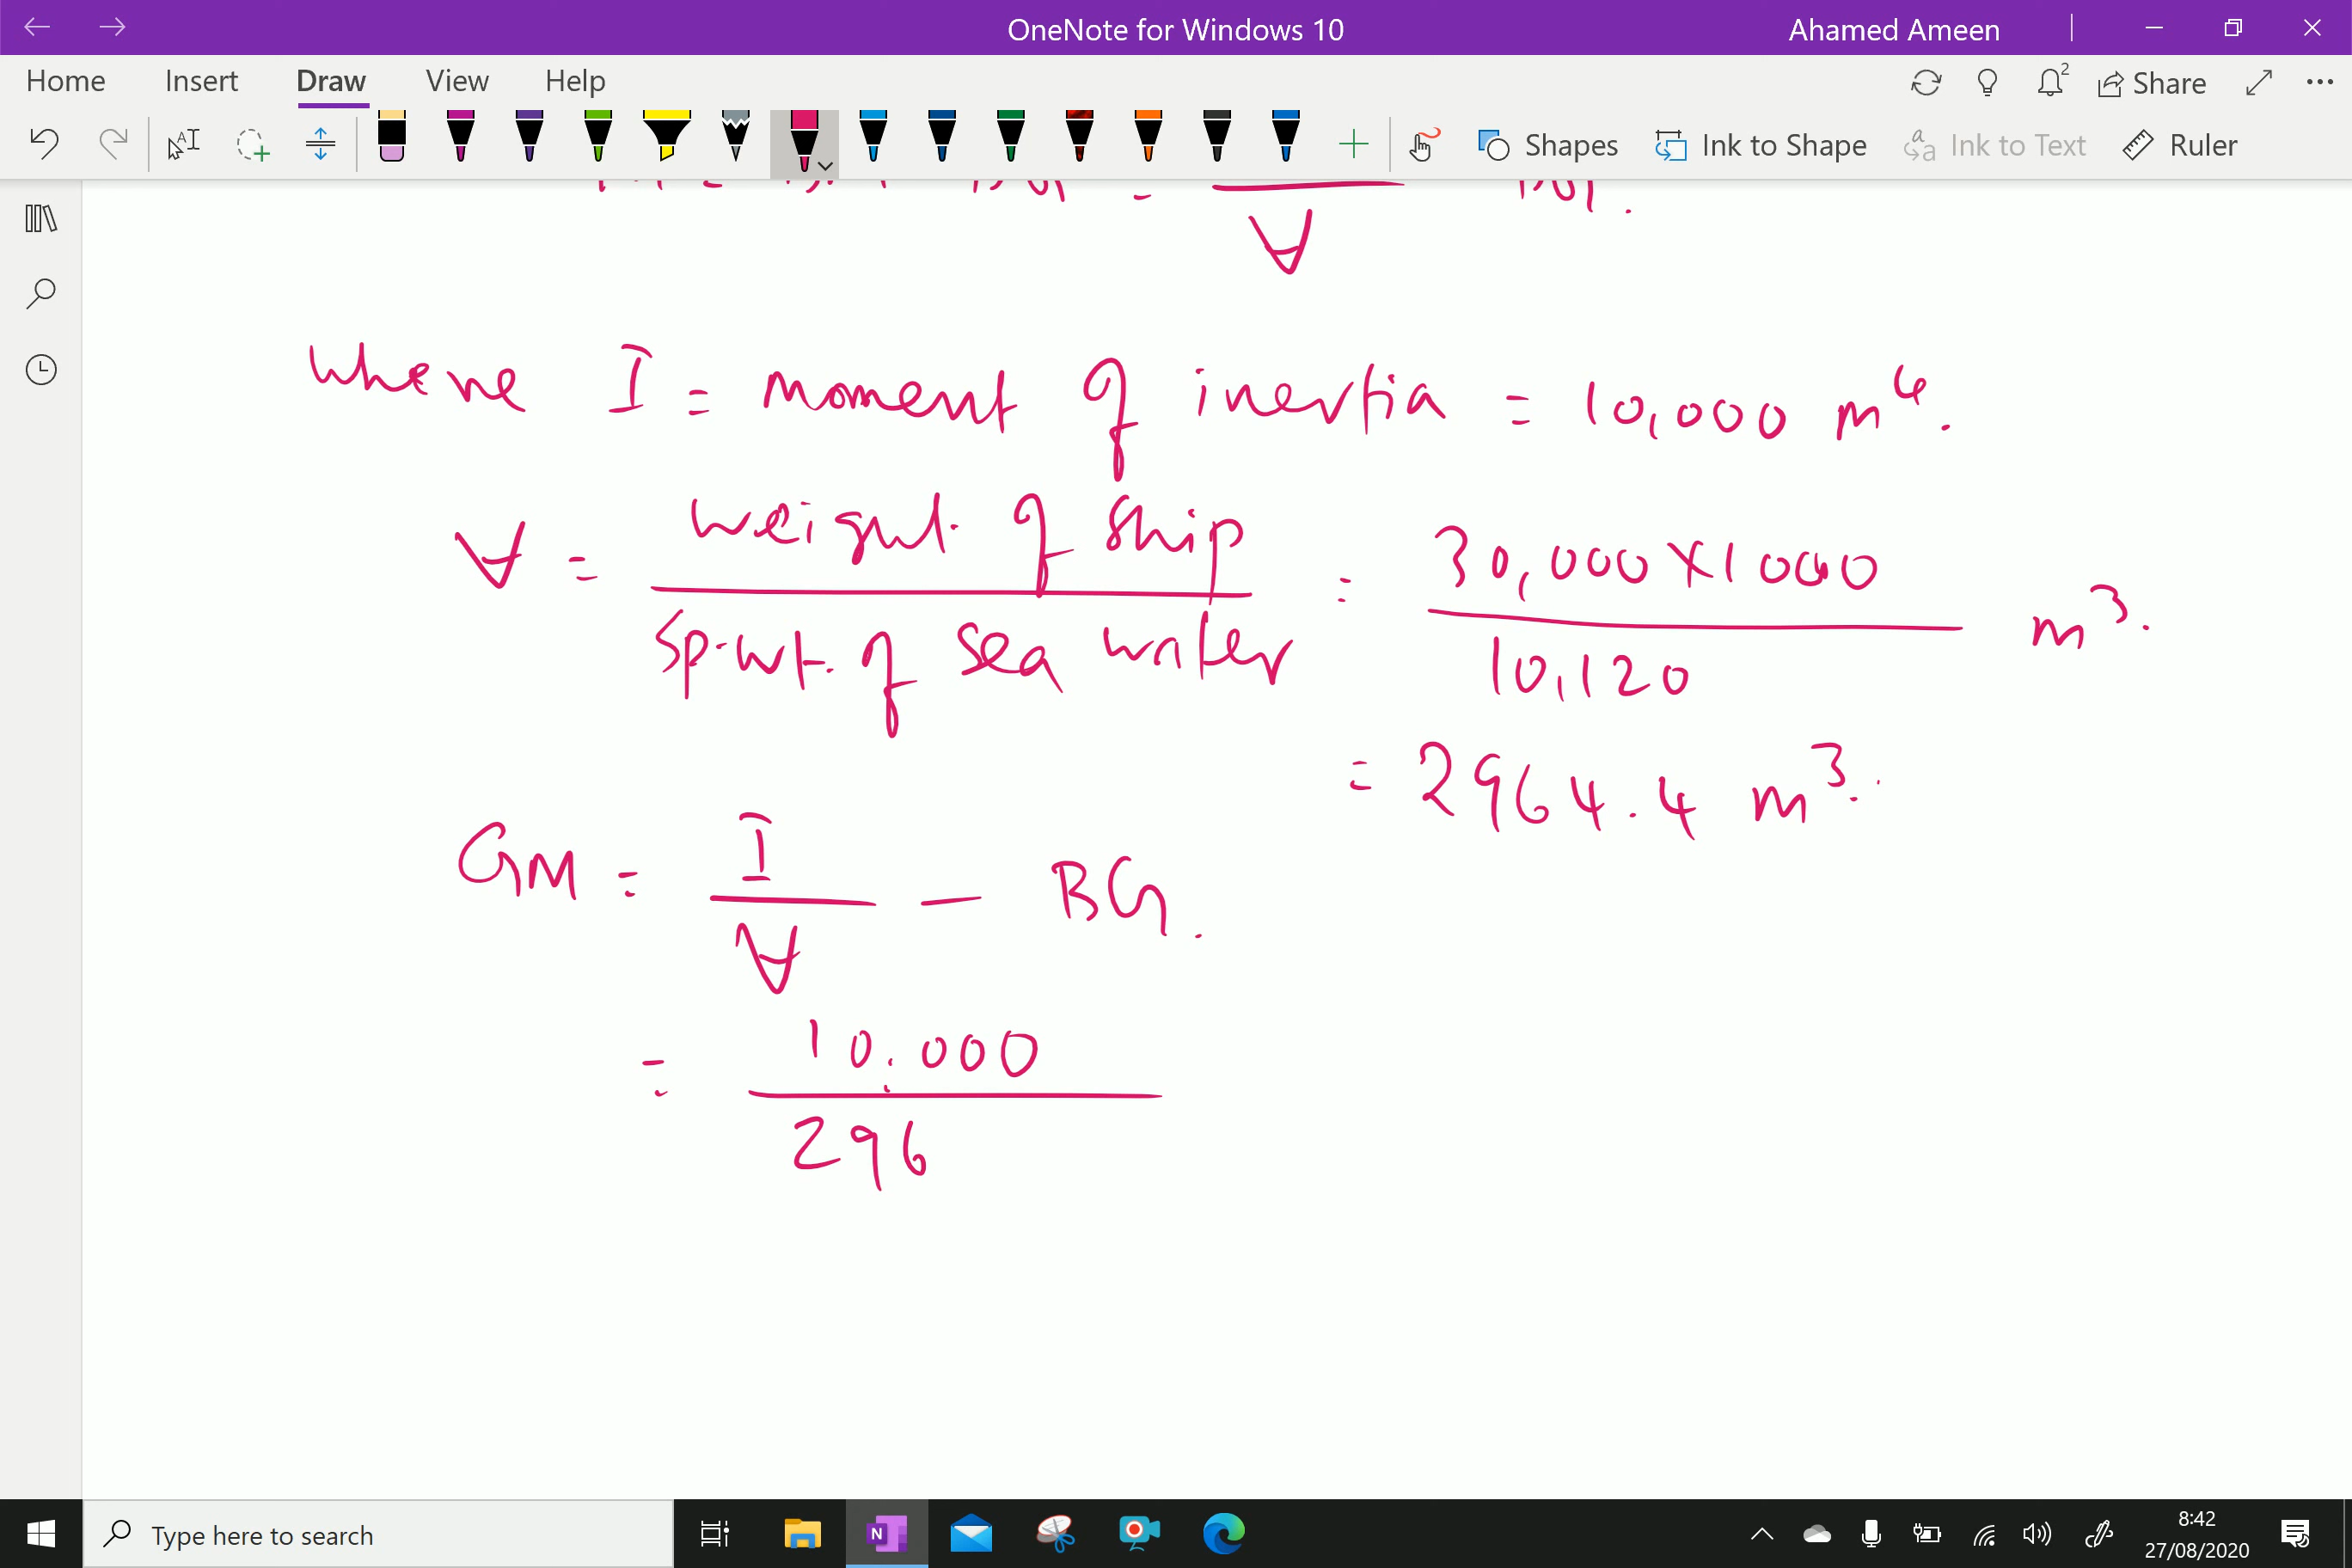 OneNote for Windows 10
Ahamed Ameen
Home Insert Draw View Help
2 Share
Shapes Ink to Shape Ink to Text Ruler
∀
where I = moment of inertia = 10,000 m⁴.
∀ = weight of ship / sp.wt. of sea water = 30,000 × 1000 / 10,120 m³.
= 2964.4 m³.
GM = I / ∀ — BG.
= 10.000 / 296
Type here to search
8:42
27/08/2020